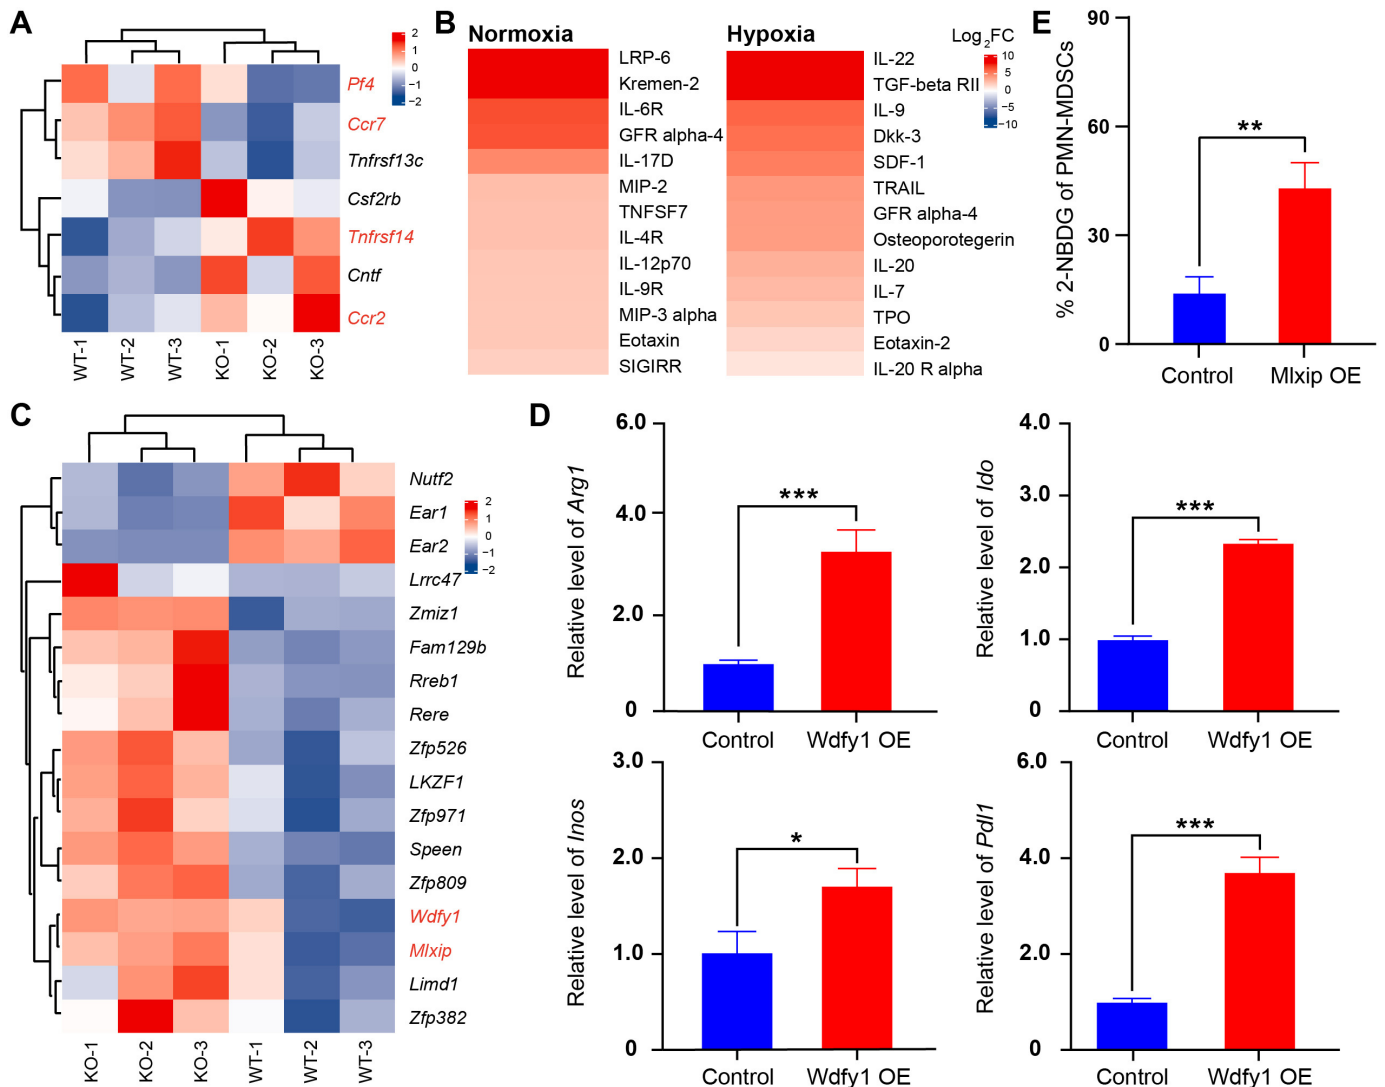 A
2
1
0
−1
−2
Pf4
Ccr7
Tnfrsf13c
Csf2rb
Tnfrsf14
Cntf
Ccr2
WT-1
WT-2
WT-3
KO-1
KO-2
KO-3
B
Normoxia
LRP-6
Kremen-2
IL-6R
GFR alpha-4
IL-17D
MIP-2
TNFSF7
IL-4R
IL-12p70
IL-9R
MIP-3 alpha
Eotaxin
SIGIRR
Hypoxia
IL-22
TGF-beta RII
IL-9
Dkk-3
SDF-1
TRAIL
GFR alpha-4
Osteoporotegerin
IL-20
IL-7
TPO
Eotaxin-2
IL-20 R alpha
Log2FC
10
5
0
−5
−10
E
% 2-NBDG of PMN-MDSCs
90
60
30
0
**
Control
Mlxip OE
C
Nutf2
Ear1
Ear2
Lrrc47
Zmiz1
Fam129b
Rreb1
Rere
Zfp526
LKZF1
Zfp971
Speen
Zfp809
Wdfy1
Mlxip
Limd1
Zfp382
2
1
0
−1
−2
KO-1
KO-2
KO-3
WT-1
WT-2
WT-3
D
Relative level of Arg1
6.0
4.0
2.0
0
***
Control
Wdfy1 OE
Relative level of Ido
4.0
3.0
2.0
1.0
0
***
Control
Wdfy1 OE
Relative level of Inos
3.0
2.0
1.0
0
*
Control
Wdfy1 OE
Relative level of Pdl1
6.0
4.0
2.0
0
***
Control
Wdfy1 OE